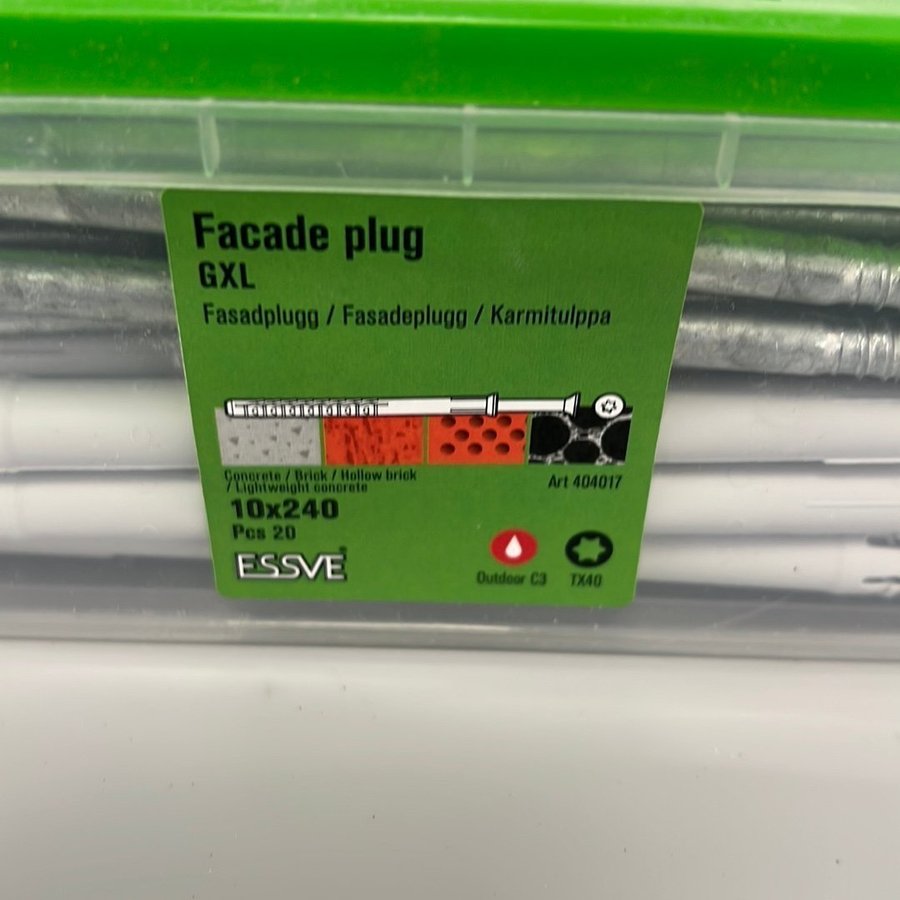 Facade plug
GXL
Fasadplugg / Fasadeplugg / Karmitulppa
Concrete / Brick / Hollow brick
/ Lightweight concrete
Art 404017
10x240
Pcs 20
ESSVE
Outdoor C3
TX40